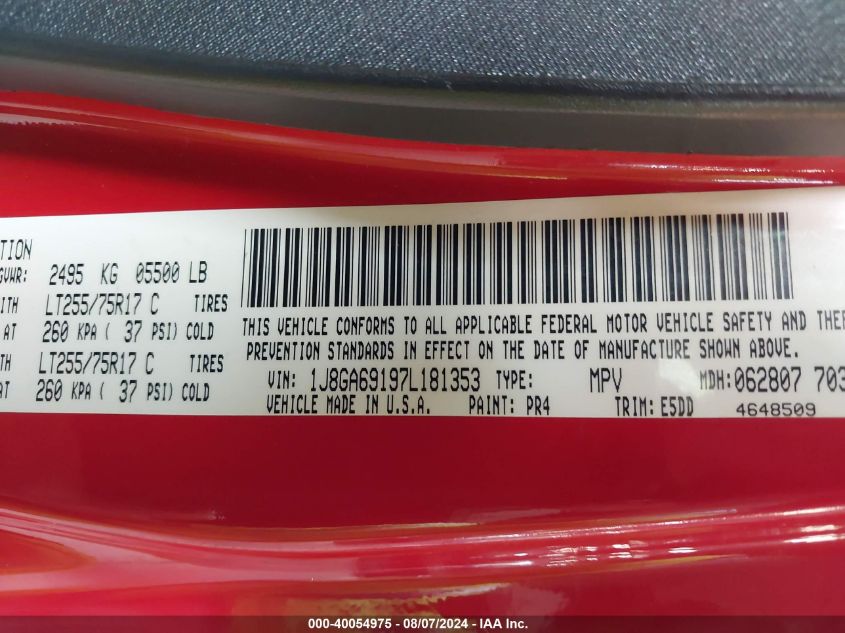 TION
GVWR: 2495 KG 05500 LB
ITH LT255/75R17 C TIRES
AT 260 KPA ( 37 PSI) COLD
TH LT255/75R17 C TIRES
AT 260 KPA ( 37 PSI) COLD
THIS VEHICLE CONFORMS TO ALL APPLICABLE FEDERAL MOTOR VEHICLE SAFETY AND THEF
PREVENTION STANDARDS IN EFFECT ON THE DATE OF MANUFACTURE SHOWN ABOVE.
VIN: 1J8GA69197L181353 TYPE: MPV MDH:062807 703
VEHICLE MADE IN U.S.A. PAINT: PR4 TRIM: E5DD 4648509
000-40054975 - 08/07/2024 - IAA Inc.